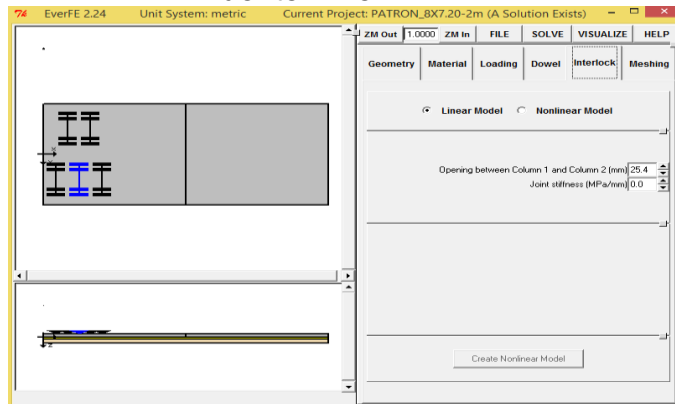 EverFE 2.24 Unit System: metric Current Project: PATRON_8X7.20-2m (A Solution Exists)
ZM Out 1.0000 ZM In FILE SOLVE VISUALIZE HELP
Geometry Material Loading Dowel Interlock Meshing
Linear Model Nonlinear Model
Opening between Column 1 and Column 2 (mm) 25.4
Joint stiffness (MPa/mm) 0.0
X
Z
Create Nonlinear Model